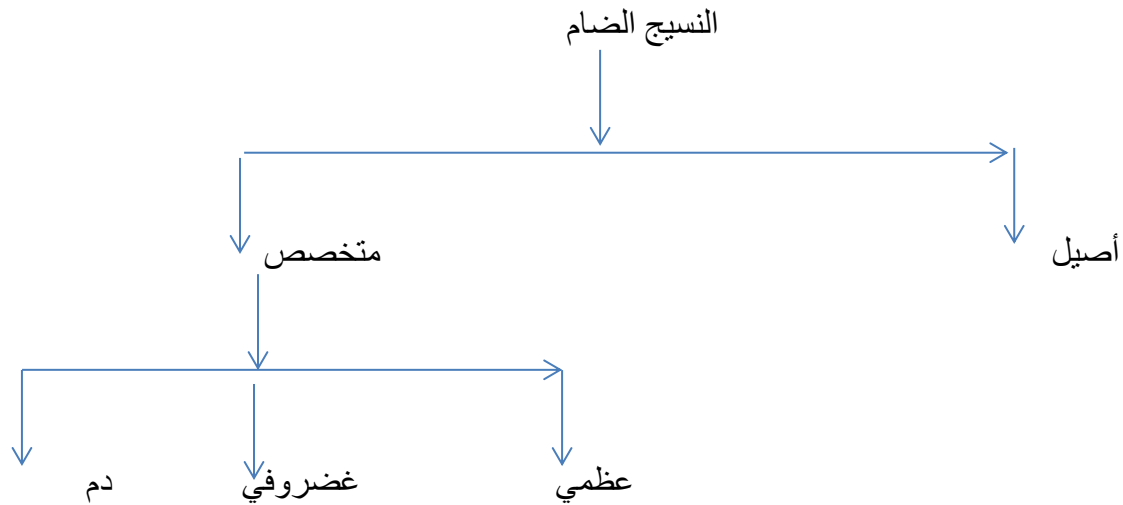 النسيج الضام
أصيل
متخصص
عظمي
غضروفي
دم